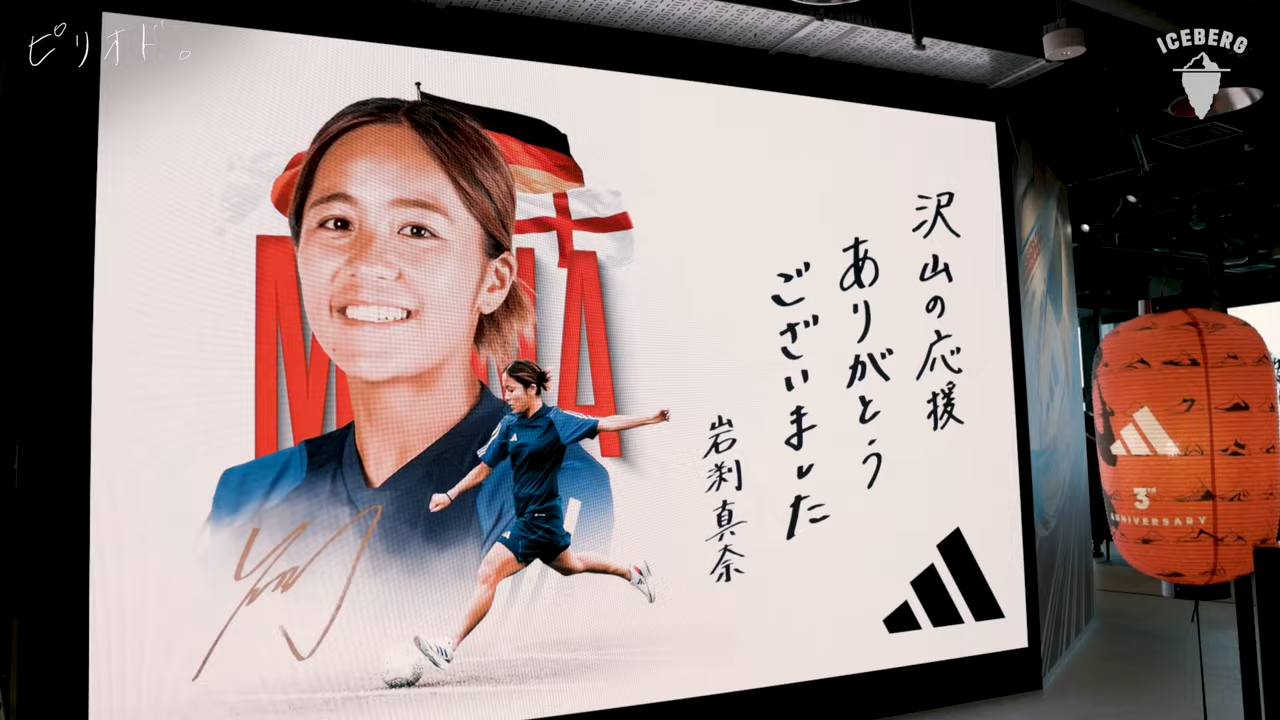 ピリオド。
ICEBERG
沢山の応援
ありがとう
ございました
岩渕真奈
3RD
ANNIVERSARY